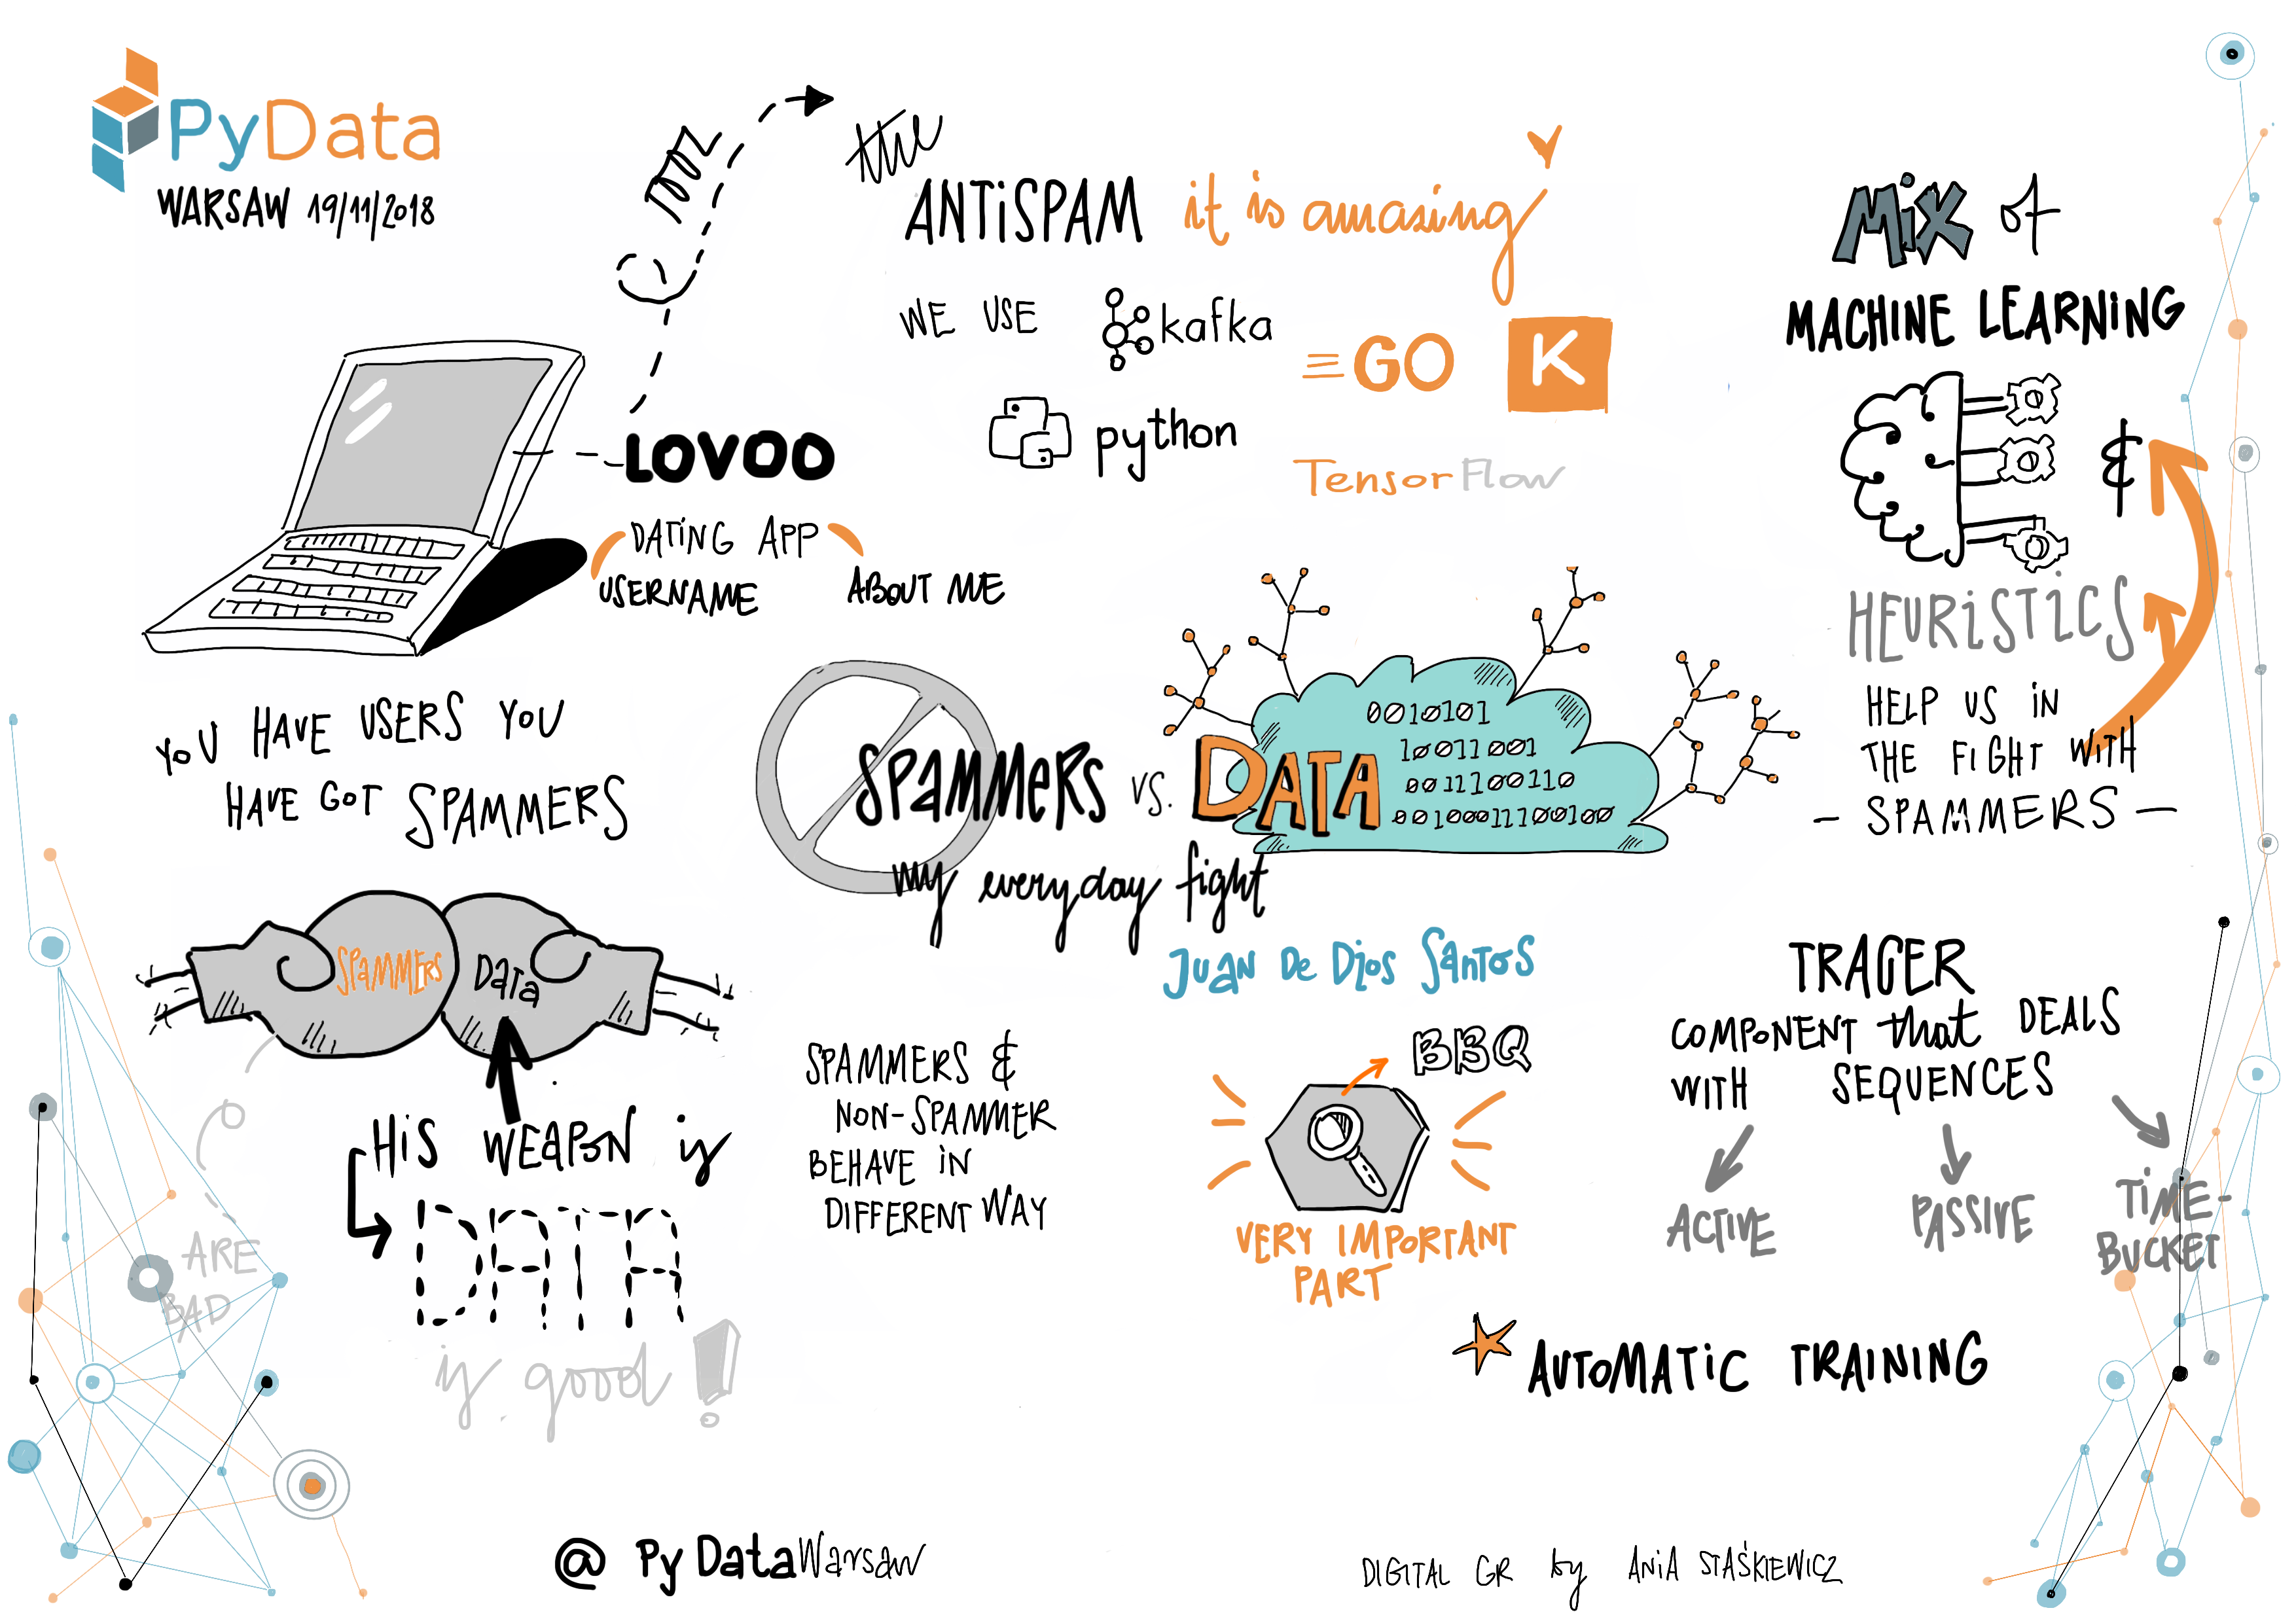 PyData
WARSAW 19/11/2018
the
ANTiSPAM it is amazing
WE USE kafka
GO K
python
TensorFlow
LOVOO
DATING APP
USERNAME
ABOUT ME
MiX of
MACHINE LEARNING
&
HEURISTICS
HELP US IN
THE FIGHT WITH
- SPAMMERS -
YOU HAVE USERS YOU
HAVE GOT SPAMMERS
SPAMMERS vs. DATA
0010101
10011001
0011100110
my everyday fight
Juan De Dios Santos
SPAMMERS
Data
HiS WEAPON is
DATA
is good!
ARE
BAD
SPAMMERS &
NON-SPAMMER
BEHAVE IN
DIFFERENT WAY
BBQ
VERY IMPORTANT
PART
TRACER
COMPONENT that DEALS
WITH SEQUENCES
ACTIVE
PASSIVE
TIME-
BUCKET
AUTOMATIC TRAINING
@ PyDataWarsaw
DIGITAL GR by ANiA STAŚKIEWICZ